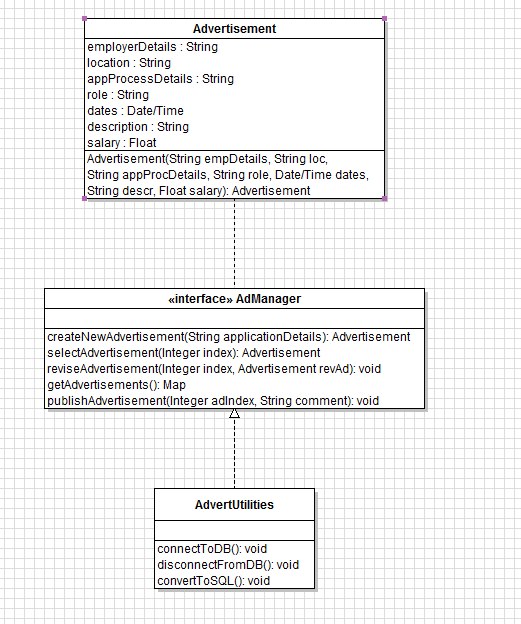 Advertisement
employerDetails : String
location : String
appProcessDetails : String
role : String
dates : Date/Time
description : String
salary : Float
Advertisement(String empDetails, String loc,
String appProcDetails, String role, Date/Time dates,
String descr, Float salary): Advertisement
«interface» AdManager
createNewAdvertisement(String applicationDetails): Advertisement
selectAdvertisement(Integer index): Advertisement
reviseAdvertisement(Integer index, Advertisement revAd): void
getAdvertisements(): Map
publishAdvertisement(Integer adIndex, String comment): void
AdvertUtilities
connectToDB(): void
disconnectFromDB(): void
convertToSQL(): void